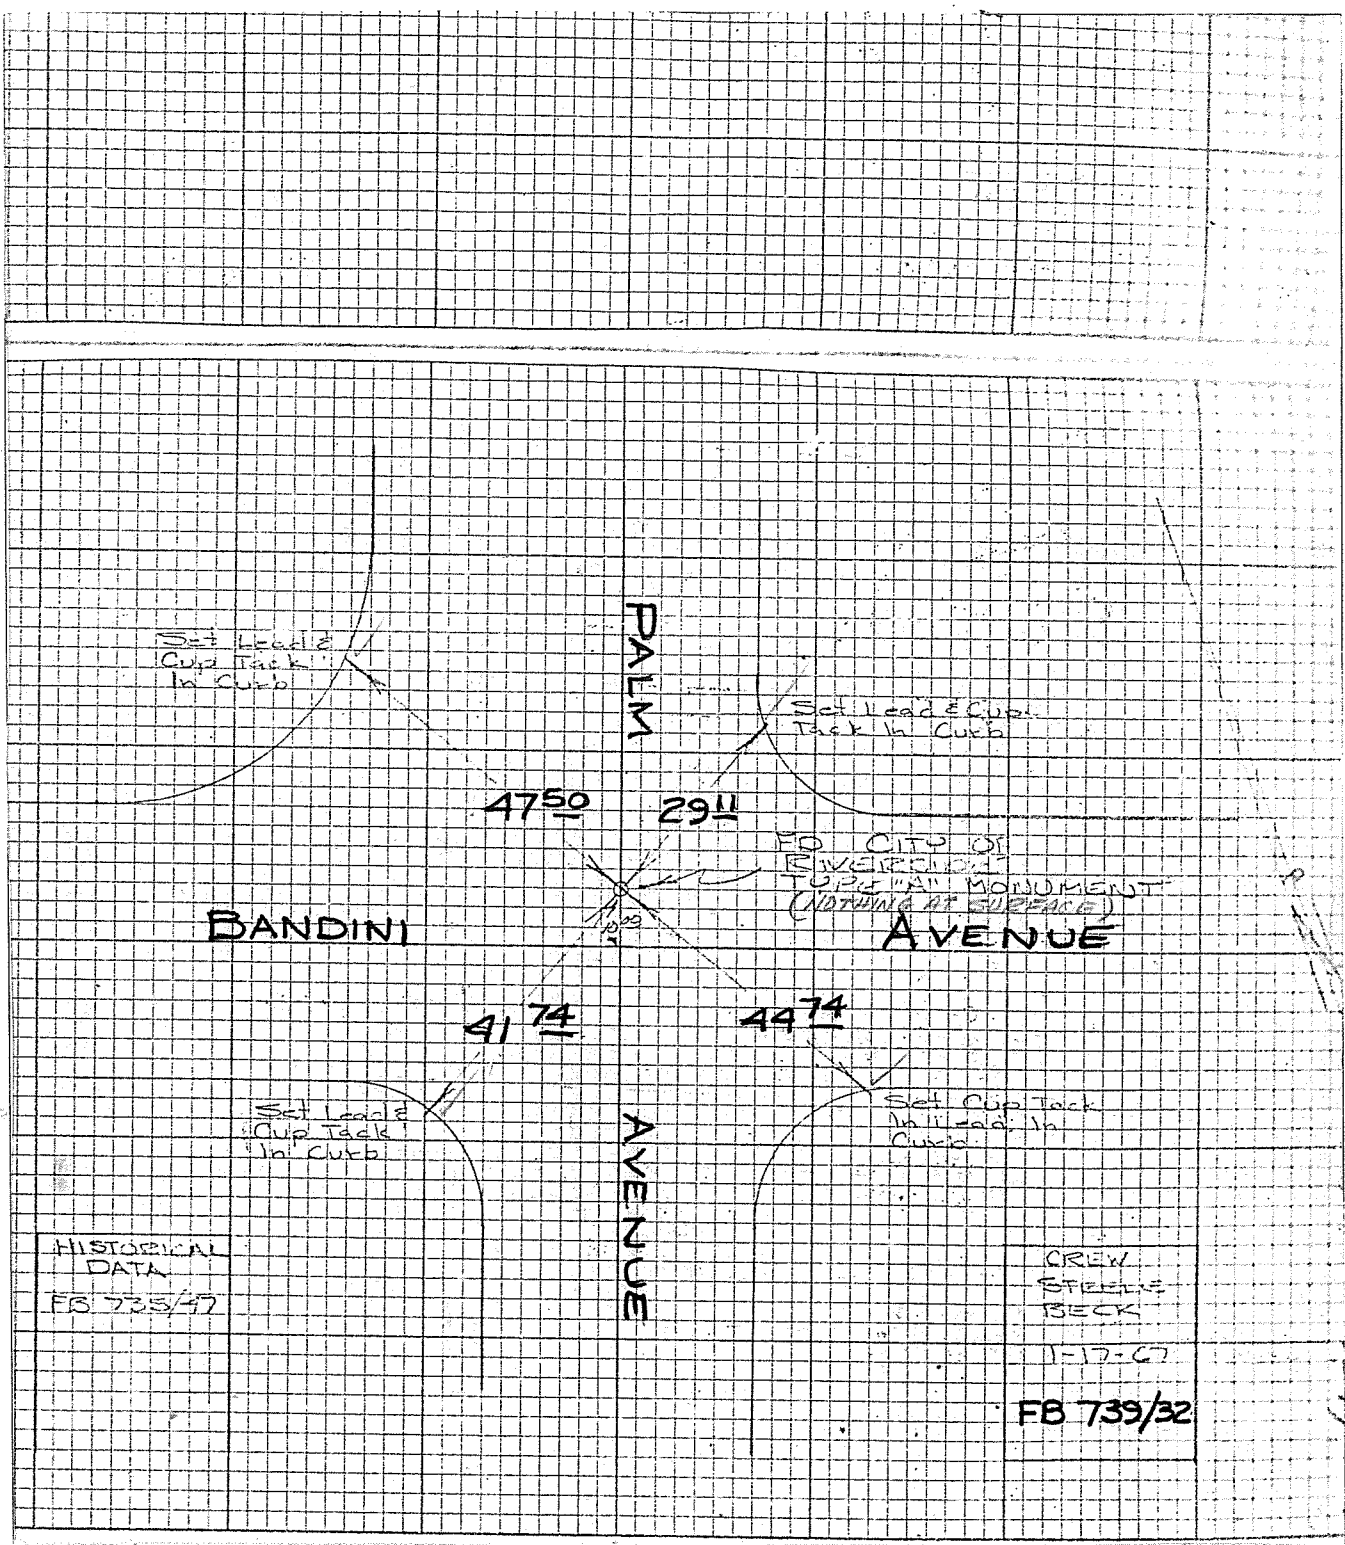 PALM
Set Lead &
Cup Tack
In Curb
Set Lead & Cup
Tack In Curb
47 50
29 11
FD CITY OF
RIVERSIDE
TYPE "A" MONUMENT
(NOTHING AT SURFACE)
BANDINI
AVENUE
41 74
44 74
Set Lead &
Cup Tack
In Curb
Set Cup Tack
In Lead In
Curb
AVENUE
HISTORICAL
DATA
FB 735/47
CREW
STEELE
BECK
1-17-67
FB 739/32